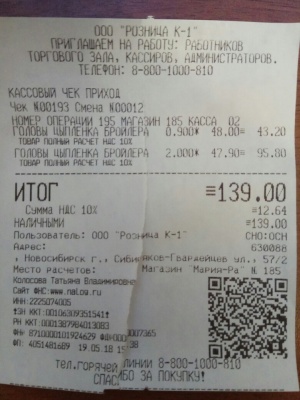 ООО "РОЗНИЦА К-1"
ПРИГЛАШАЕМ НА РАБОТУ: РАБОТНИКОВ
ТОРГОВОГО ЗАЛА, КАССИРОВ, АДМИНИСТРАТОРОВ.
ТЕЛЕФОН: 8-800-1000-810
КАССОВЫЙ ЧЕК ПРИХОД
Чек №00193 Смена №00012
НОМЕР ОПЕРАЦИИ 195 МАГАЗИН 185 КАССА 02
ГОЛОВЫ ЦЫПЛЕНКА БРОЙЛЕРА 0.900* 48.00= 43.20
ТОВАР ПОЛНЫЙ РАСЧЕТ НДС 10%
ГОЛОВЫ ЦЫПЛЕНКА БРОЙЛЕРА 2.000* 47.90= 95.80
ТОВАР ПОЛНЫЙ РАСЧЕТ НДС 10%
ИТОГ =139.00
Сумма НДС 10% =12.64
НАЛИЧНЫМИ =139.00
Пользователь: ООО "Розница К-1" СНО:ОСН
Адрес: 630088
, Новосибирск г., Сибиряков-Гвардейцев ул., 57/2
Место расчетов: Магазин "Мария-Ра" № 185
Колосова Татьяна Владимировна
Сайт ФНС:www.nalog.ru
ИНН:2225074005
ЗН ККТ:00106309351541
РН ККТ:0001387984013083
ФН:8710000101924629
ФП:4051481689 19.05.18
тел.горячей линии 8-800-1000-810
СПАСИБО ЗА ПОКУПКУ!